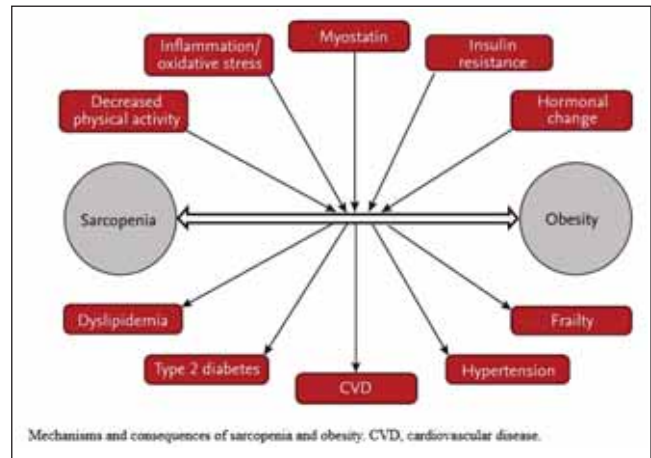 Myostatin
Inflammation/
oxidative stress
Insulin
resistance
Decreased
physical activity
Hormonal
change
Sarcopenia
Obesity
Dyslipidemia
Frailty
Type 2 diabetes
Hypertension
CVD
Mechanisms and consequences of sarcopenia and obesity. CVD, cardiovascular disease.